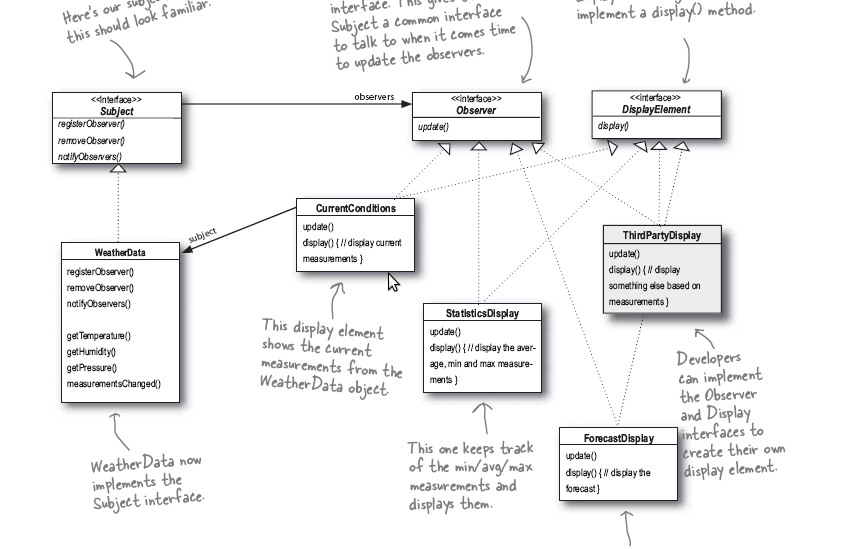 Here's our subject
this should look familiar.
interface. This gives
Subject a common interface
to talk to when it comes time
to update the observers.
implement a display() method.
<<interface>>
Subject
registerObserver()
removeObserver()
notifyObservers()
observers
<<interface>>
Observer
update()
<<interface>>
DisplayElement
display()
subject
CurrentConditions
update()
display() { // display current
measurements }
WeatherData
registerObserver()
removeObserver()
notifyObservers()
getTemperature()
getHumidity()
getPressure()
measurementsChanged()
ThirdPartyDisplay
update()
display() { // display
something else based on
measurements }
StatisticsDisplay
update()
display() { // display the aver-
age, min and max measure-
ments }
This display element
shows the current
measurements from the
WeatherData object.
Developers
can implement
the Observer
and Display
interfaces to
create their own
display element.
ForecastDisplay
update()
display() { // display the
forecast }
This one keeps track
of the min/avg/max
measurements and
displays them.
WeatherData now
implements the
Subject interface.